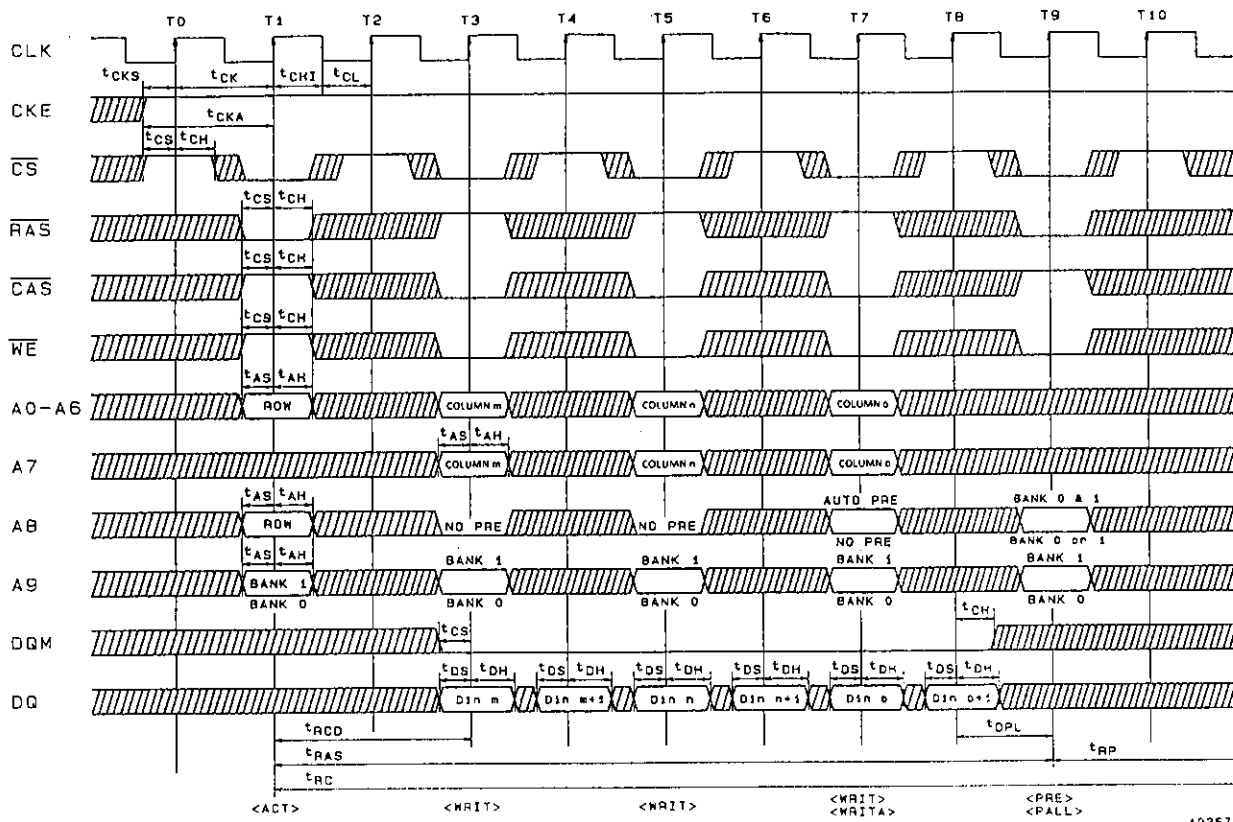 T0 T1 T2 T3 T4 T5 T6 T7 T8 T9 T10
CLK
tCKS tCK tCHI tCL
CKE
tCKA
tCS tCH
CS
tCS tCH
RAS
tCS tCH
CAS
tCS tCH
WE
tAS tAH
A0-A6 ROW COLUMN m COLUMN n COLUMN o
tAS tAH
A7 COLUMN m COLUMN n COLUMN o
tAS tAH AUTO PRE BANK 0 & 1
A8 ROW NO PRE NO PRE
NO PRE BANK 0 or 1
tAS tAH BANK 1 BANK 1 BANK 1 BANK 1
A9 BANK 1
BANK 0 BANK 0 BANK 0 BANK 0 BANK 0
tCH
DQM tCS
tDS tDH tDS tDH tDS tDH tDS tDH tDS tDH tDS tDH
DQ Din m Din m+1 Din n Din n+1 Din o Din o+1
tRCD tDPL
tRAS tRP
tRC
<ACT> <WRIT> <WRIT> <WRIT> <PRE>
<WRITA> <PALL>